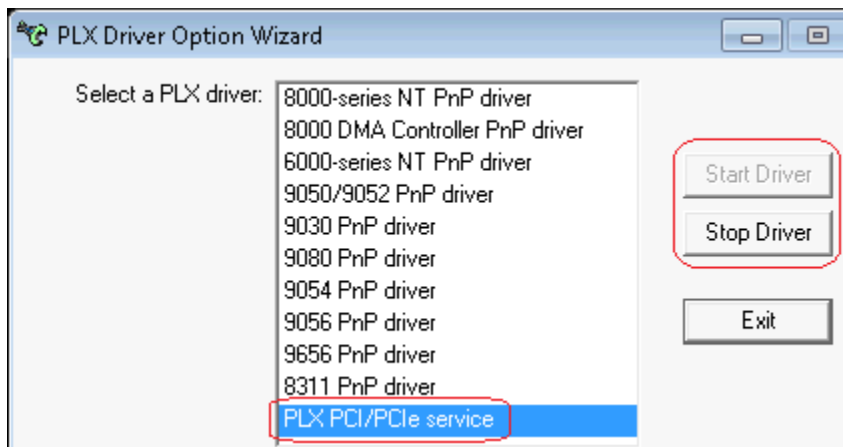 PLX Driver Option Wizard
Select a PLX driver:
8000-series NT PnP driver
8000 DMA Controller PnP driver
6000-series NT PnP driver
9050/9052 PnP driver
9030 PnP driver
9080 PnP driver
9054 PnP driver
9056 PnP driver
9656 PnP driver
8311 PnP driver
PLX PCI/PCIe service
Start Driver
Stop Driver
Exit